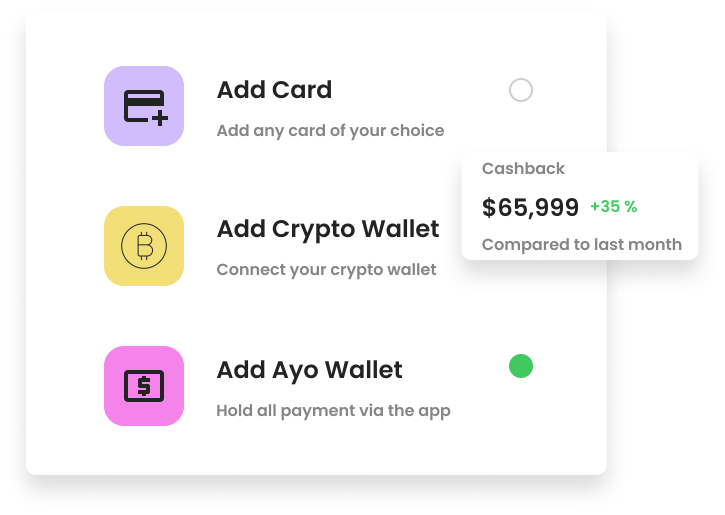 Add Card
Add any card of your choice
Cashback
$65,999 +35 %
Compared to last month
Add Crypto Wallet
Connect your crypto wallet
Add Ayo Wallet
Hold all payment via the app